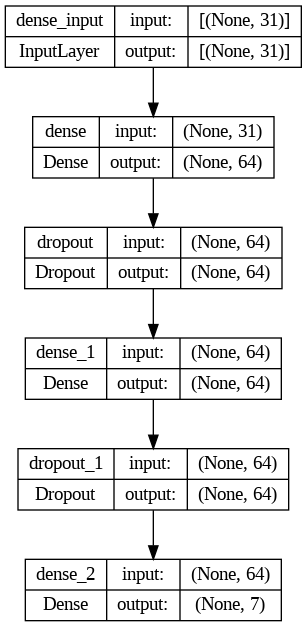 dense_input input: [(None, 31)]
InputLayer output: [(None, 31)]
dense input: (None, 31)
Dense output: (None, 64)
dropout input: (None, 64)
Dropout output: (None, 64)
dense_1 input: (None, 64)
Dense output: (None, 64)
dropout_1 input: (None, 64)
Dropout output: (None, 64)
dense_2 input: (None, 64)
Dense output: (None, 7)